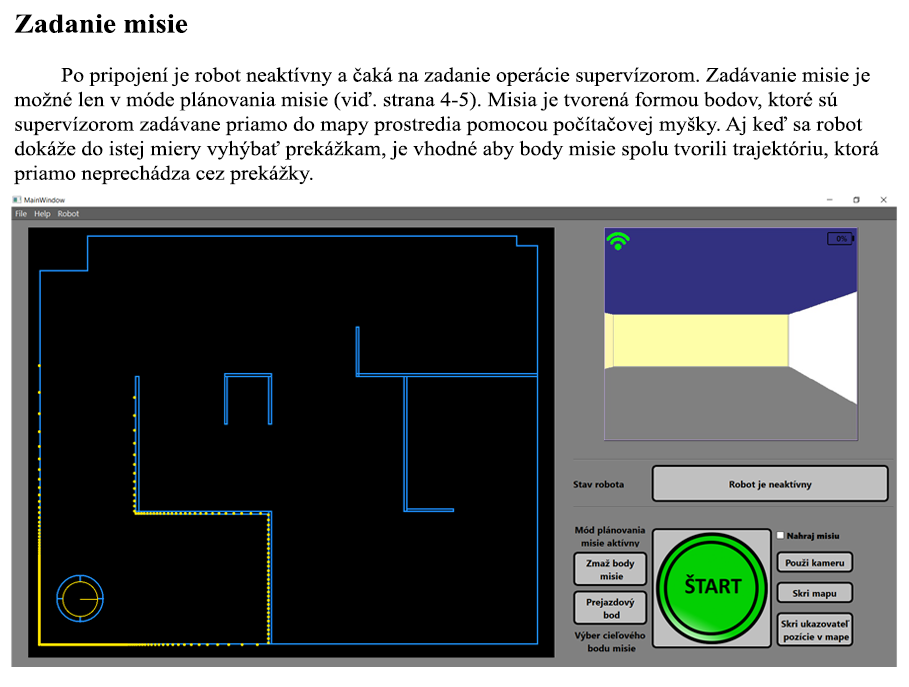 Zadanie misie
Po pripojení je robot neaktívny a čaká na zadanie operácie supervízorom. Zadávanie misie je
možné len v móde plánovania misie (viď. strana 4-5). Misia je tvorená formou bodov, ktoré sú
supervízorom zadávane priamo do mapy prostredia pomocou počítačovej myšky. Aj keď sa robot
dokáže do istej miery vyhýbať prekážkam, je vhodné aby body misie spolu tvorili trajektóriu, ktorá
priamo neprechádza cez prekážky.
MainWindow
File Help Robot
0%
Stav robota
Robot je neaktívny
Mód plánovania
misie aktívny
Zmaž body
misie
Prejazdový
bod
Výber cieľového
bodu misie
ŠTART
Nahraj misiu
Použi kameru
Skri mapu
Skri ukazovateľ
pozície v mape